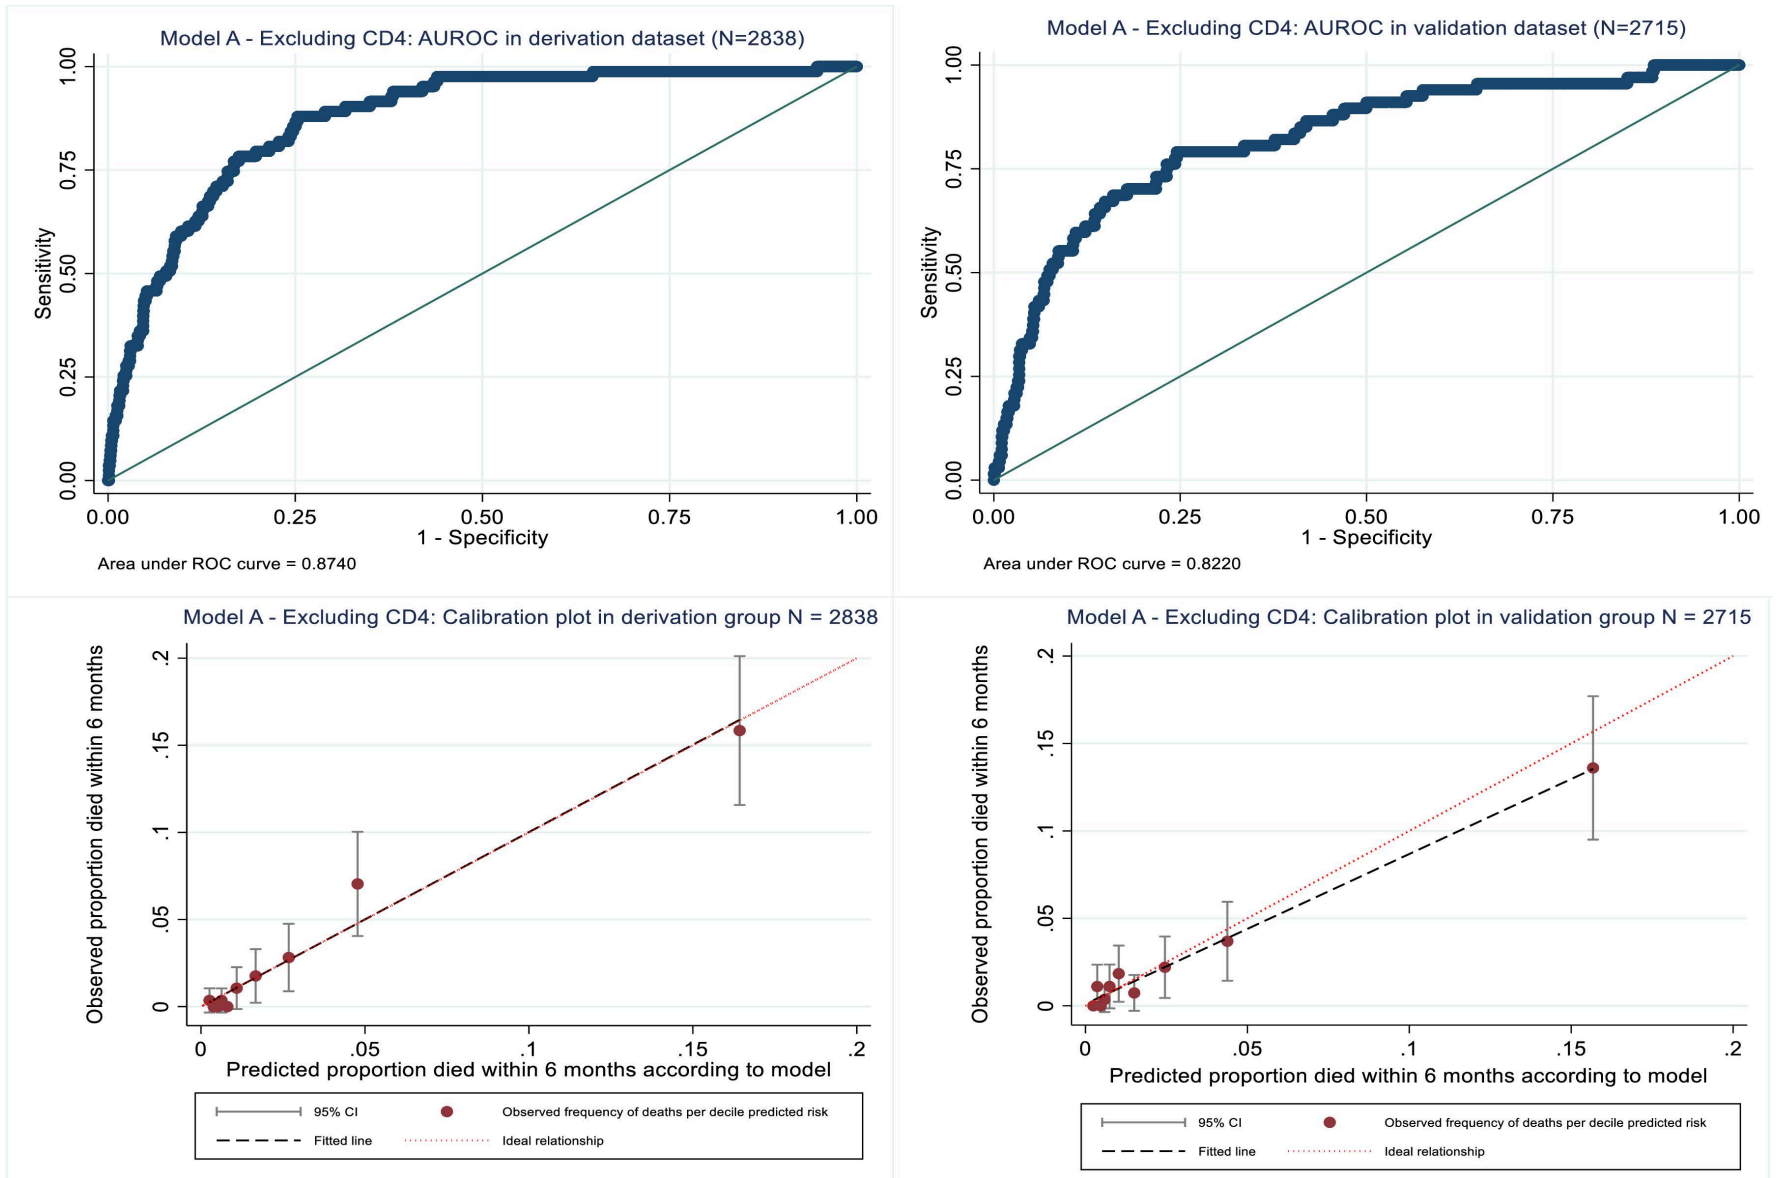 Model A - Excluding CD4: AUROC in derivation dataset (N=2838)
Sensitivity
1.00
0.75
0.50
0.25
0.00
0.00 0.25 0.50 0.75 1.00
1 - Specificity
Area under ROC curve = 0.8740
Model A - Excluding CD4: AUROC in validation dataset (N=2715)
Sensitivity
1.00
0.75
0.50
0.25
0.00
0.00 0.25 0.50 0.75 1.00
1 - Specificity
Area under ROC curve = 0.8220
Model A - Excluding CD4: Calibration plot in derivation group N = 2838
Observed proportion died within 6 months
.2
.15
.1
.05
0
0 .05 .1 .15 .2
Predicted proportion died within 6 months according to model
95% CI Observed frequency of deaths per decile predicted risk
Fitted line Ideal relationship
Model A - Excluding CD4: Calibration plot in validation group N = 2715
Observed proportion died within 6 months
.2
.15
.1
.05
0
0 .05 .1 .15 .2
Predicted proportion died within 6 months according to model
95% CI Observed frequency of deaths per decile predicted risk
Fitted line Ideal relationship